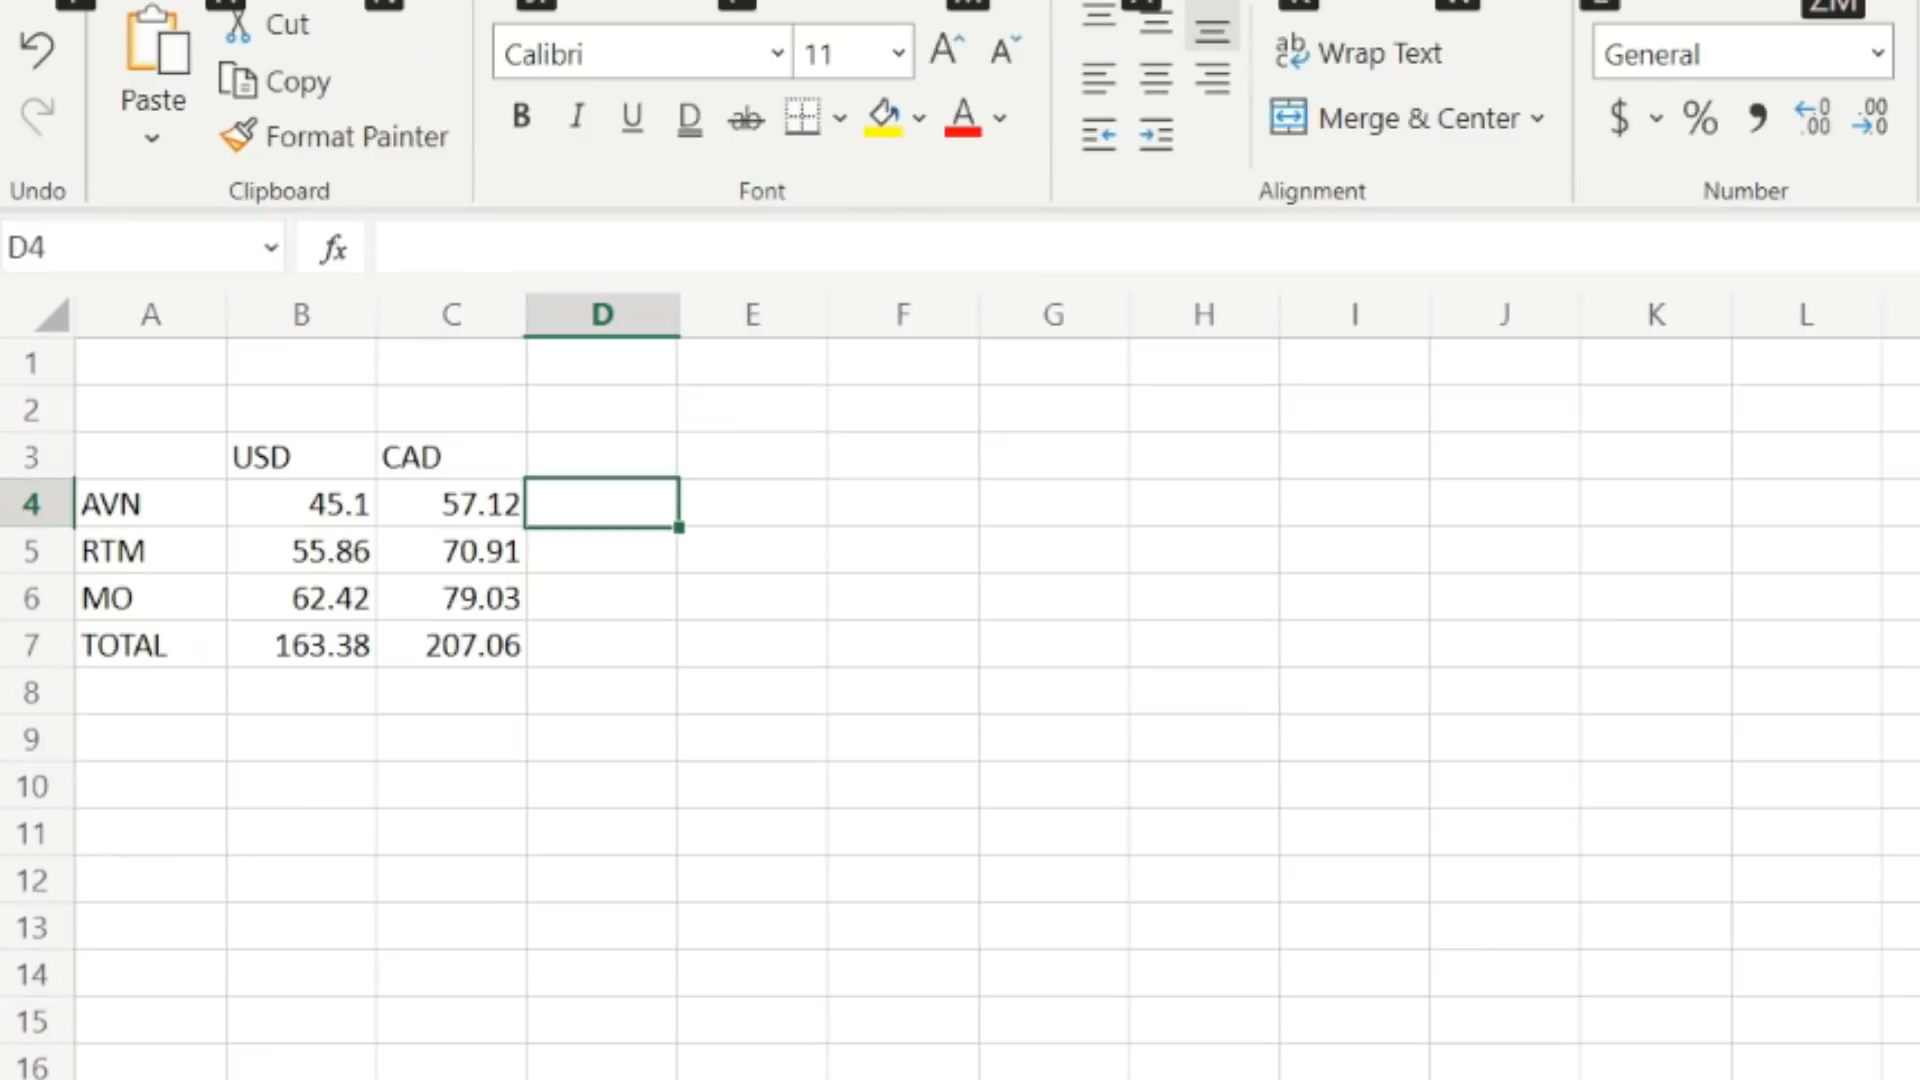 Cut
Calibri 11
Wrap Text
General
Copy
Paste
Format Painter
B I U D ab
Merge & Center
$ % , .00 .00
Undo Clipboard Font Alignment Number
D4 fx
A B C D E F G H I J K L
1
2
3 USD CAD
4 AVN 45.1 57.12
5 RTM 55.86 70.91
6 MO 62.42 79.03
7 TOTAL 163.38 207.06
8
9
10
11
12
13
14
15
16